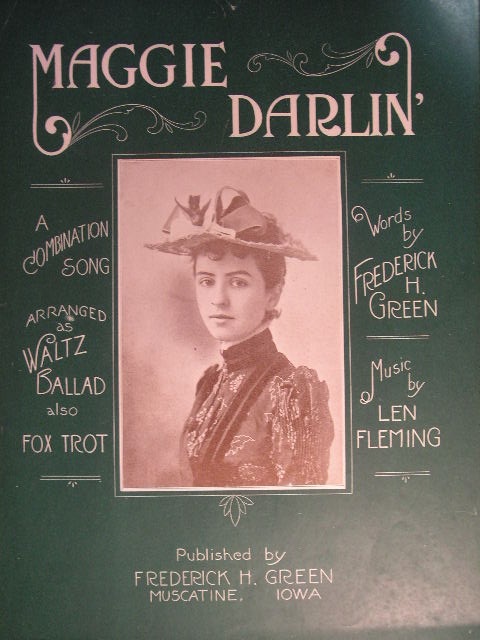 MAGGIE
DARLIN'
A
COMBINATION
SONG
ARRANGED
as
WALTZ
BALLAD
also
FOX TROT
Words
by
FREDERICK
H.
GREEN
Music
by
LEN
FLEMING
Published by
FREDERICK H. GREEN
MUSCATINE, IOWA